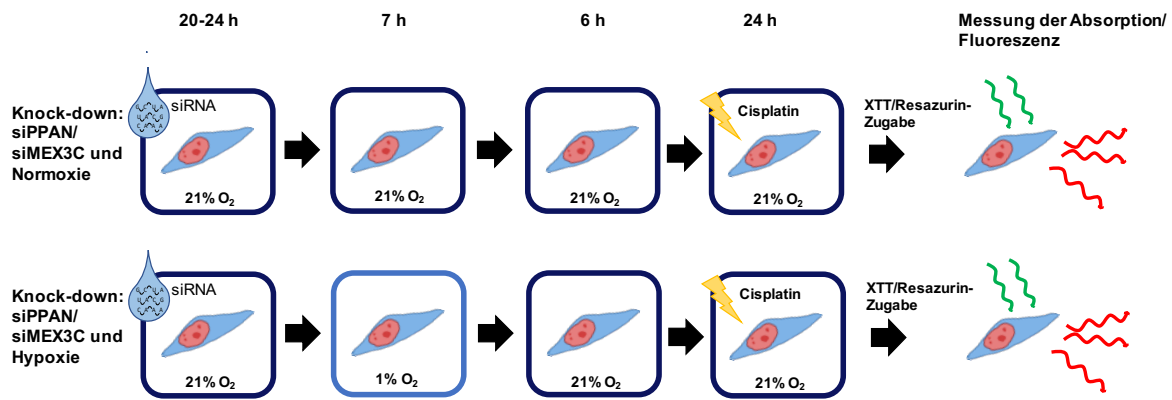 20-24 h
7 h
6 h
24 h
Messung der Absorption/
Fluoreszenz
Knock-down:
siPPAN/
siMEX3C und
Normoxie
siRNA
21% O₂
21% O₂
21% O₂
Cisplatin
21% O₂
XTT/Resazurin-
Zugabe
Knock-down:
siPPAN/
siMEX3C und
Hypoxie
siRNA
21% O₂
1% O₂
21% O₂
Cisplatin
21% O₂
XTT/Resazurin-
Zugabe